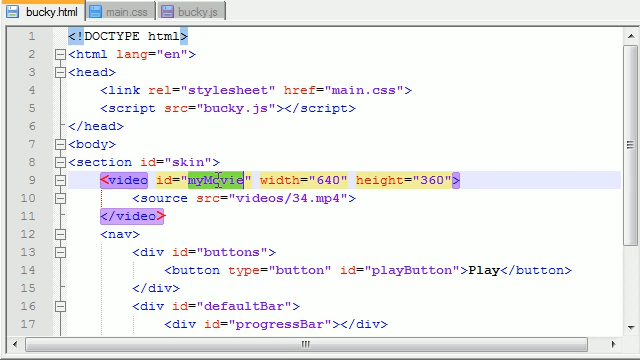 bucky.html main.css bucky.js
1 <!DOCTYPE html>
2 <html lang="en">
3 <head>
4 <link rel="stylesheet" href="main.css">
5 <script src="bucky.js"></script>
6 </head>
7 <body>
8 <section id="skin">
9 <video id="myMovie" width="640" height="360">
10 <source src="videos/34.mp4">
11 </video>
12 <nav>
13 <div id="buttons">
14 <button type="button" id="playButton">Play</button>
15 </div>
16 <div id="defaultBar">
17 <div id="progressBar"></div>